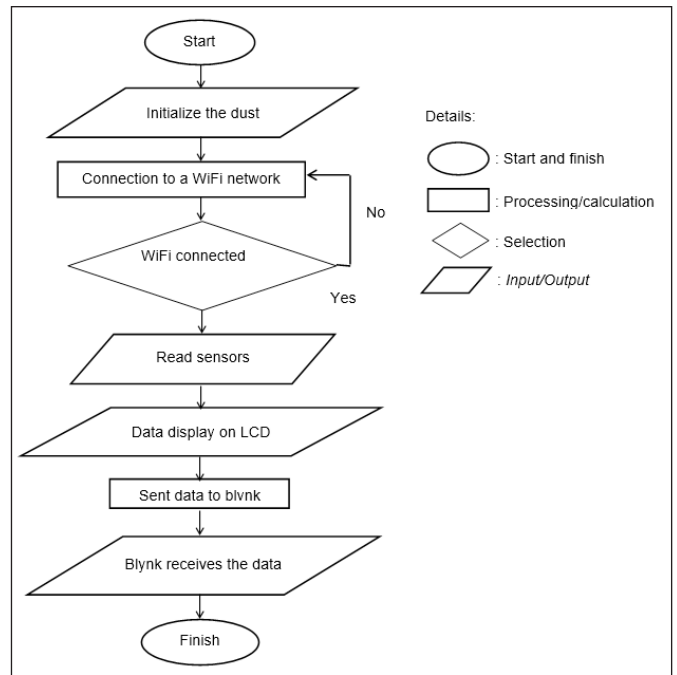 Start
Initialize the dust
Connection to a WiFi network
No
WiFi connected
Yes
Read sensors
Data display on LCD
Sent data to blvnk
Blynk receives the data
Finish
Details:
: Start and finish
: Processing/calculation
: Selection
: Input/Output